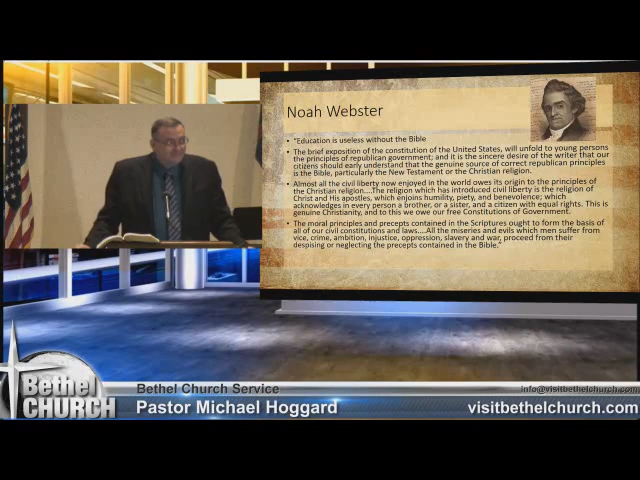 Noah Webster
• "Education is useless without the Bible
• The brief exposition of the constitution of the United States, will unfold to young persons
the principles of republican government; and it is the sincere desire of the writer that our
citizens should early understand that the genuine source of correct republican principles
is the Bible, particularly the New Testament or the Christian religion.
• Almost all the civil liberty now enjoyed in the world owes its origin to the principles of
the Christian religion....The religion which has introduced civil liberty is the religion of
Christ and His apostles, which enjoins humility, piety, and benevolence; which
acknowledges in every person a brother, or a sister, and a citizen with equal rights. This is
genuine Christianity, and to this we owe our free Constitutions of Government.
• The moral principles and precepts contained in the Scriptures ought to form the basis of
all of our civil constitutions and laws....All the miseries and evils which men suffer from
vice, crime, ambition, injustice, oppression, slavery and war, proceed from their
despising or neglecting the precepts contained in the Bible."
Bethel
CHURCH
Bethel Church Service
info@visitbethelchurch.com
Pastor Michael Hoggard
visitbethelchurch.com